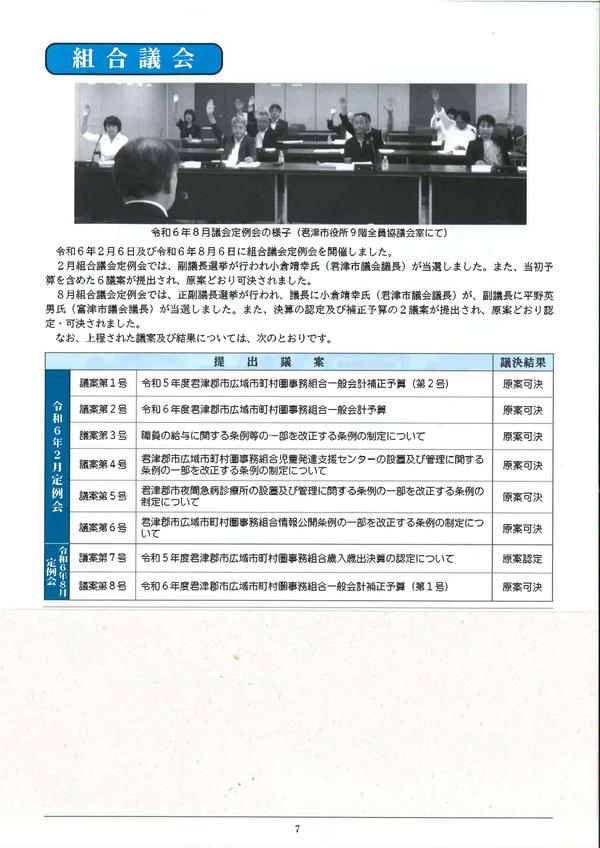 組合議会
令和6年8月議会定例会の様子（君津市役所9階全員協議会室にて）
令和6年2月6日及び令和6年8月6日に組合議会定例会を開催しました。
2月組合議会定例会では、副議長選挙が行われ小倉靖幸氏（君津市議会議長）が当選しました。また、当初予
算を含めた6議案が提出され、原案どおり可決されました。
8月組合議会定例会では、正副議長選挙が行われ、議長に小倉靖幸氏（君津市議会議長）が、副議長に平野英
男氏（富津市議会議長）が当選しました。また、決算の認定及び補正予算の2議案が提出され、原案どおり認
定・可決されました。
なお、上程された議案及び結果については、次のとおりです。
提出議案 議決結果
令和6年2月定例会
議案第1号 令和5年度君津郡市広域市町村圏事務組合一般会計補正予算（第2号） 原案可決
議案第2号 令和6年度君津郡市広域市町村圏事務組合一般会計予算 原案可決
議案第3号 職員の給与に関する条例等の一部を改正する条例の制定について 原案可決
議案第4号 君津郡市広域市町村圏事務組合児童発達支援センターの設置及び管理に関する
条例の一部を改正する条例の制定について 原案可決
議案第5号 君津郡市夜間急病診療所の設置及び管理に関する条例の一部を改正する条例の
制定について 原案可決
議案第6号 君津郡市広域市町村圏事務組合情報公開条例の一部を改正する条例の制定につ
いて 原案可決
令和6年8月
定例会
議案第7号 令和5年度君津郡市広域市町村圏事務組合歳入歳出決算の認定について 原案認定
議案第8号 令和6年度君津郡市広域市町村圏事務組合一般会計補正予算（第1号） 原案可決
7